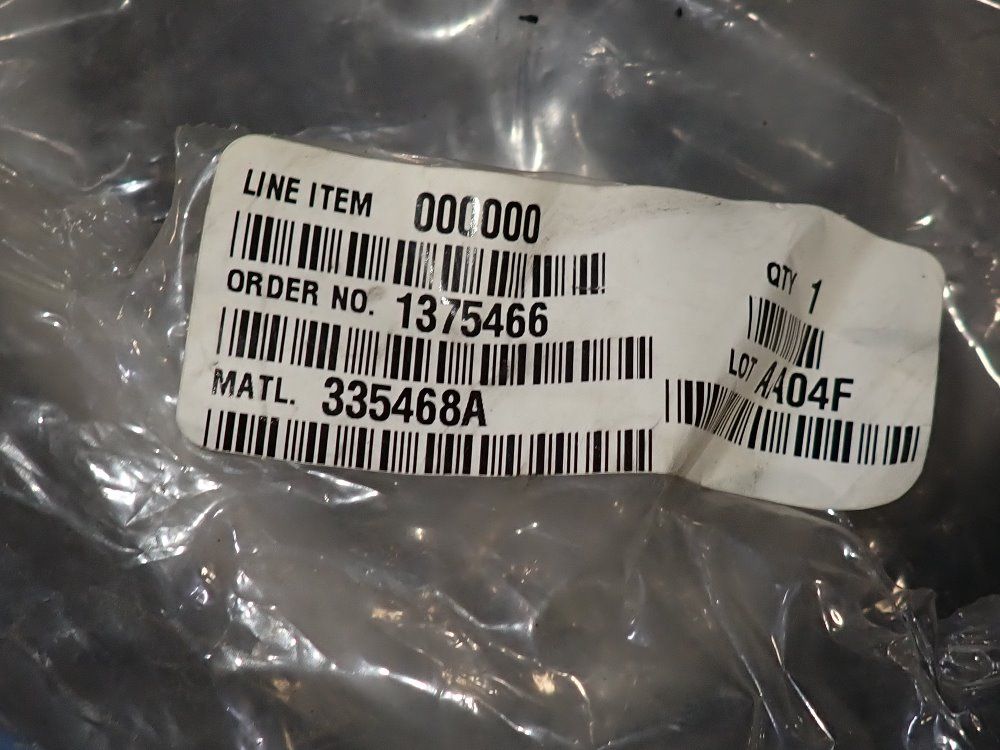 LINE ITEM 000000
ORDER NO. 1375466
MATL. 335468A
QTY 1
LOT AA04F